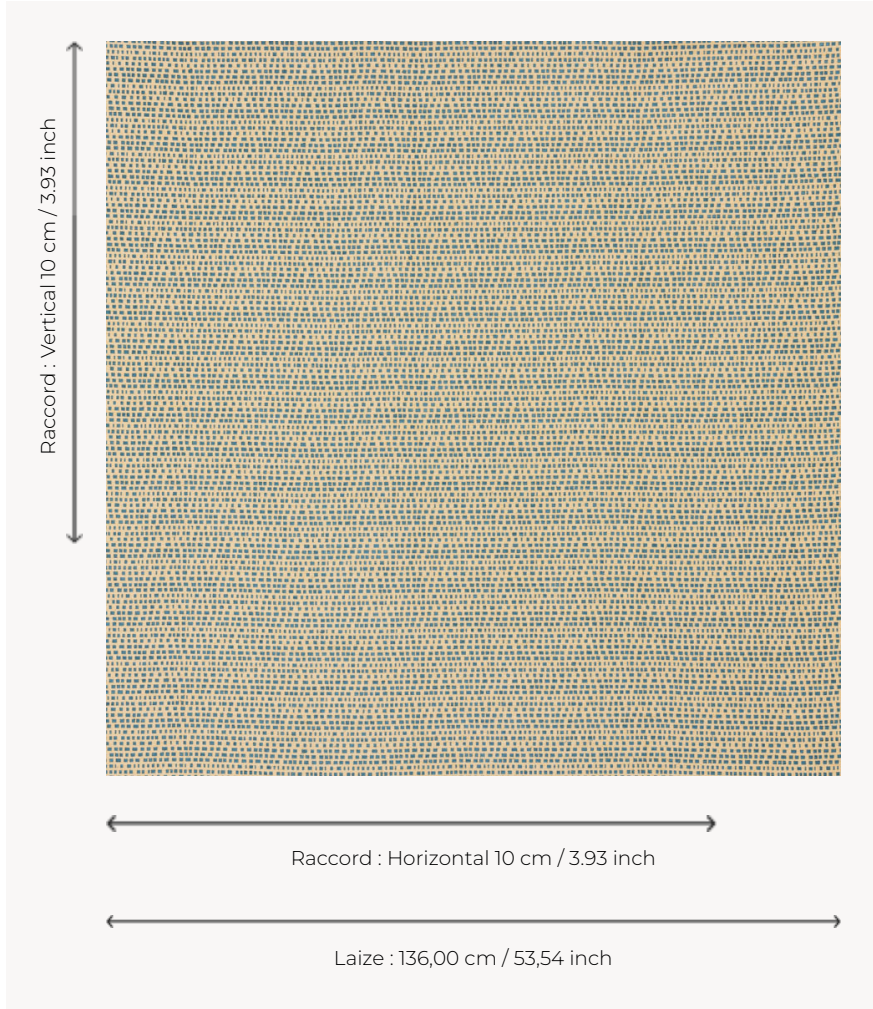 Raccord : Vertical 10 cm / 3.93 inch
Raccord : Horizontal 10 cm / 3.93 inch
Laize : 136,00 cm / 53,54 inch